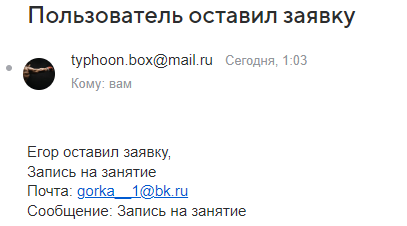 Пользователь оставил заявку
typhoon.box@mail.ru Сегодня, 1:03
Кому: вам
Егор оставил заявку,
Запись на занятие
Почта: gorka__1@bk.ru
Сообщение: Запись на занятие